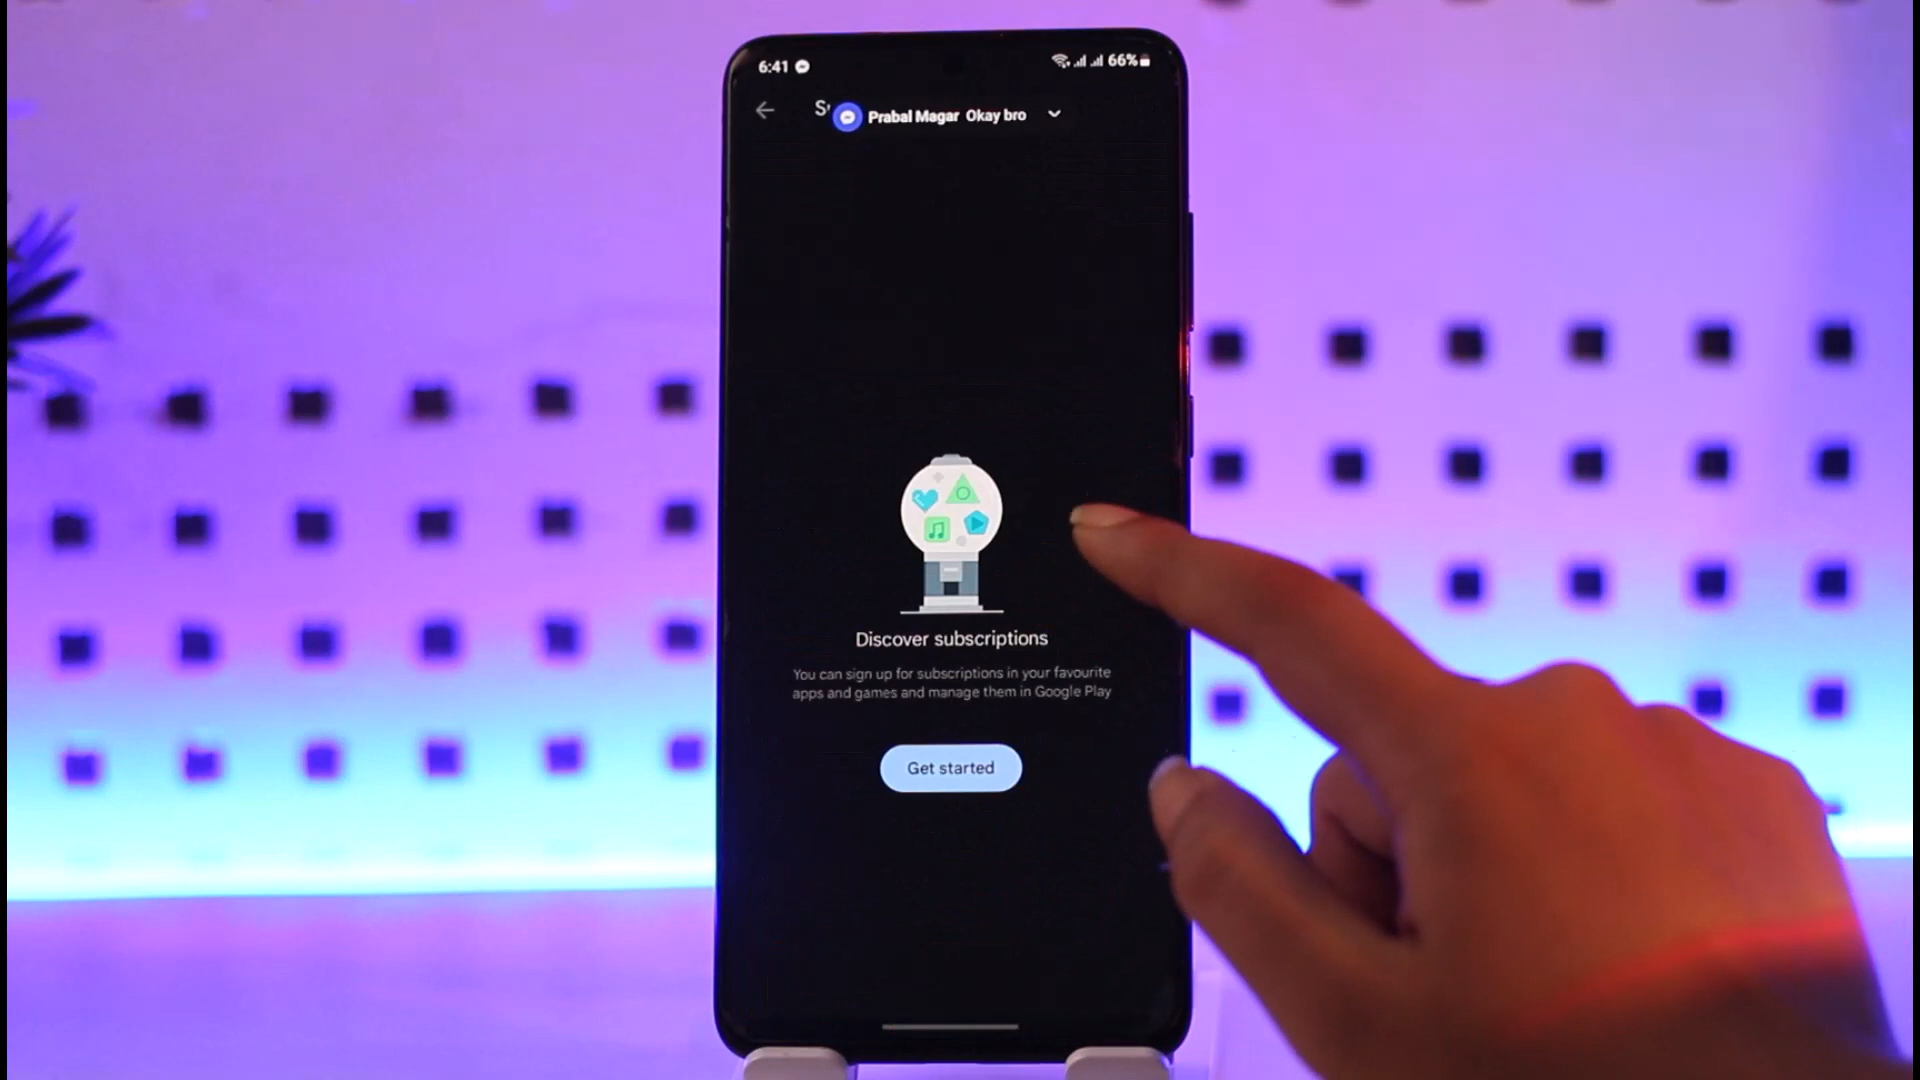 6:41
66%
Prabal Magar Okay bro
Discover subscriptions
You can sign up for subscriptions in your favourite
apps and games and manage them in Google Play
Get started